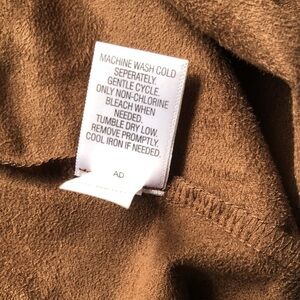 MACHINE WASH COLD
SEPERATELY.
GENTLE CYCLE.
ONLY NON-CHLORINE
BLEACH WHEN
NEEDED.
TUMBLE DRY LOW.
REMOVE PROMPTLY.
COOL IRON IF NEEDED.
AD